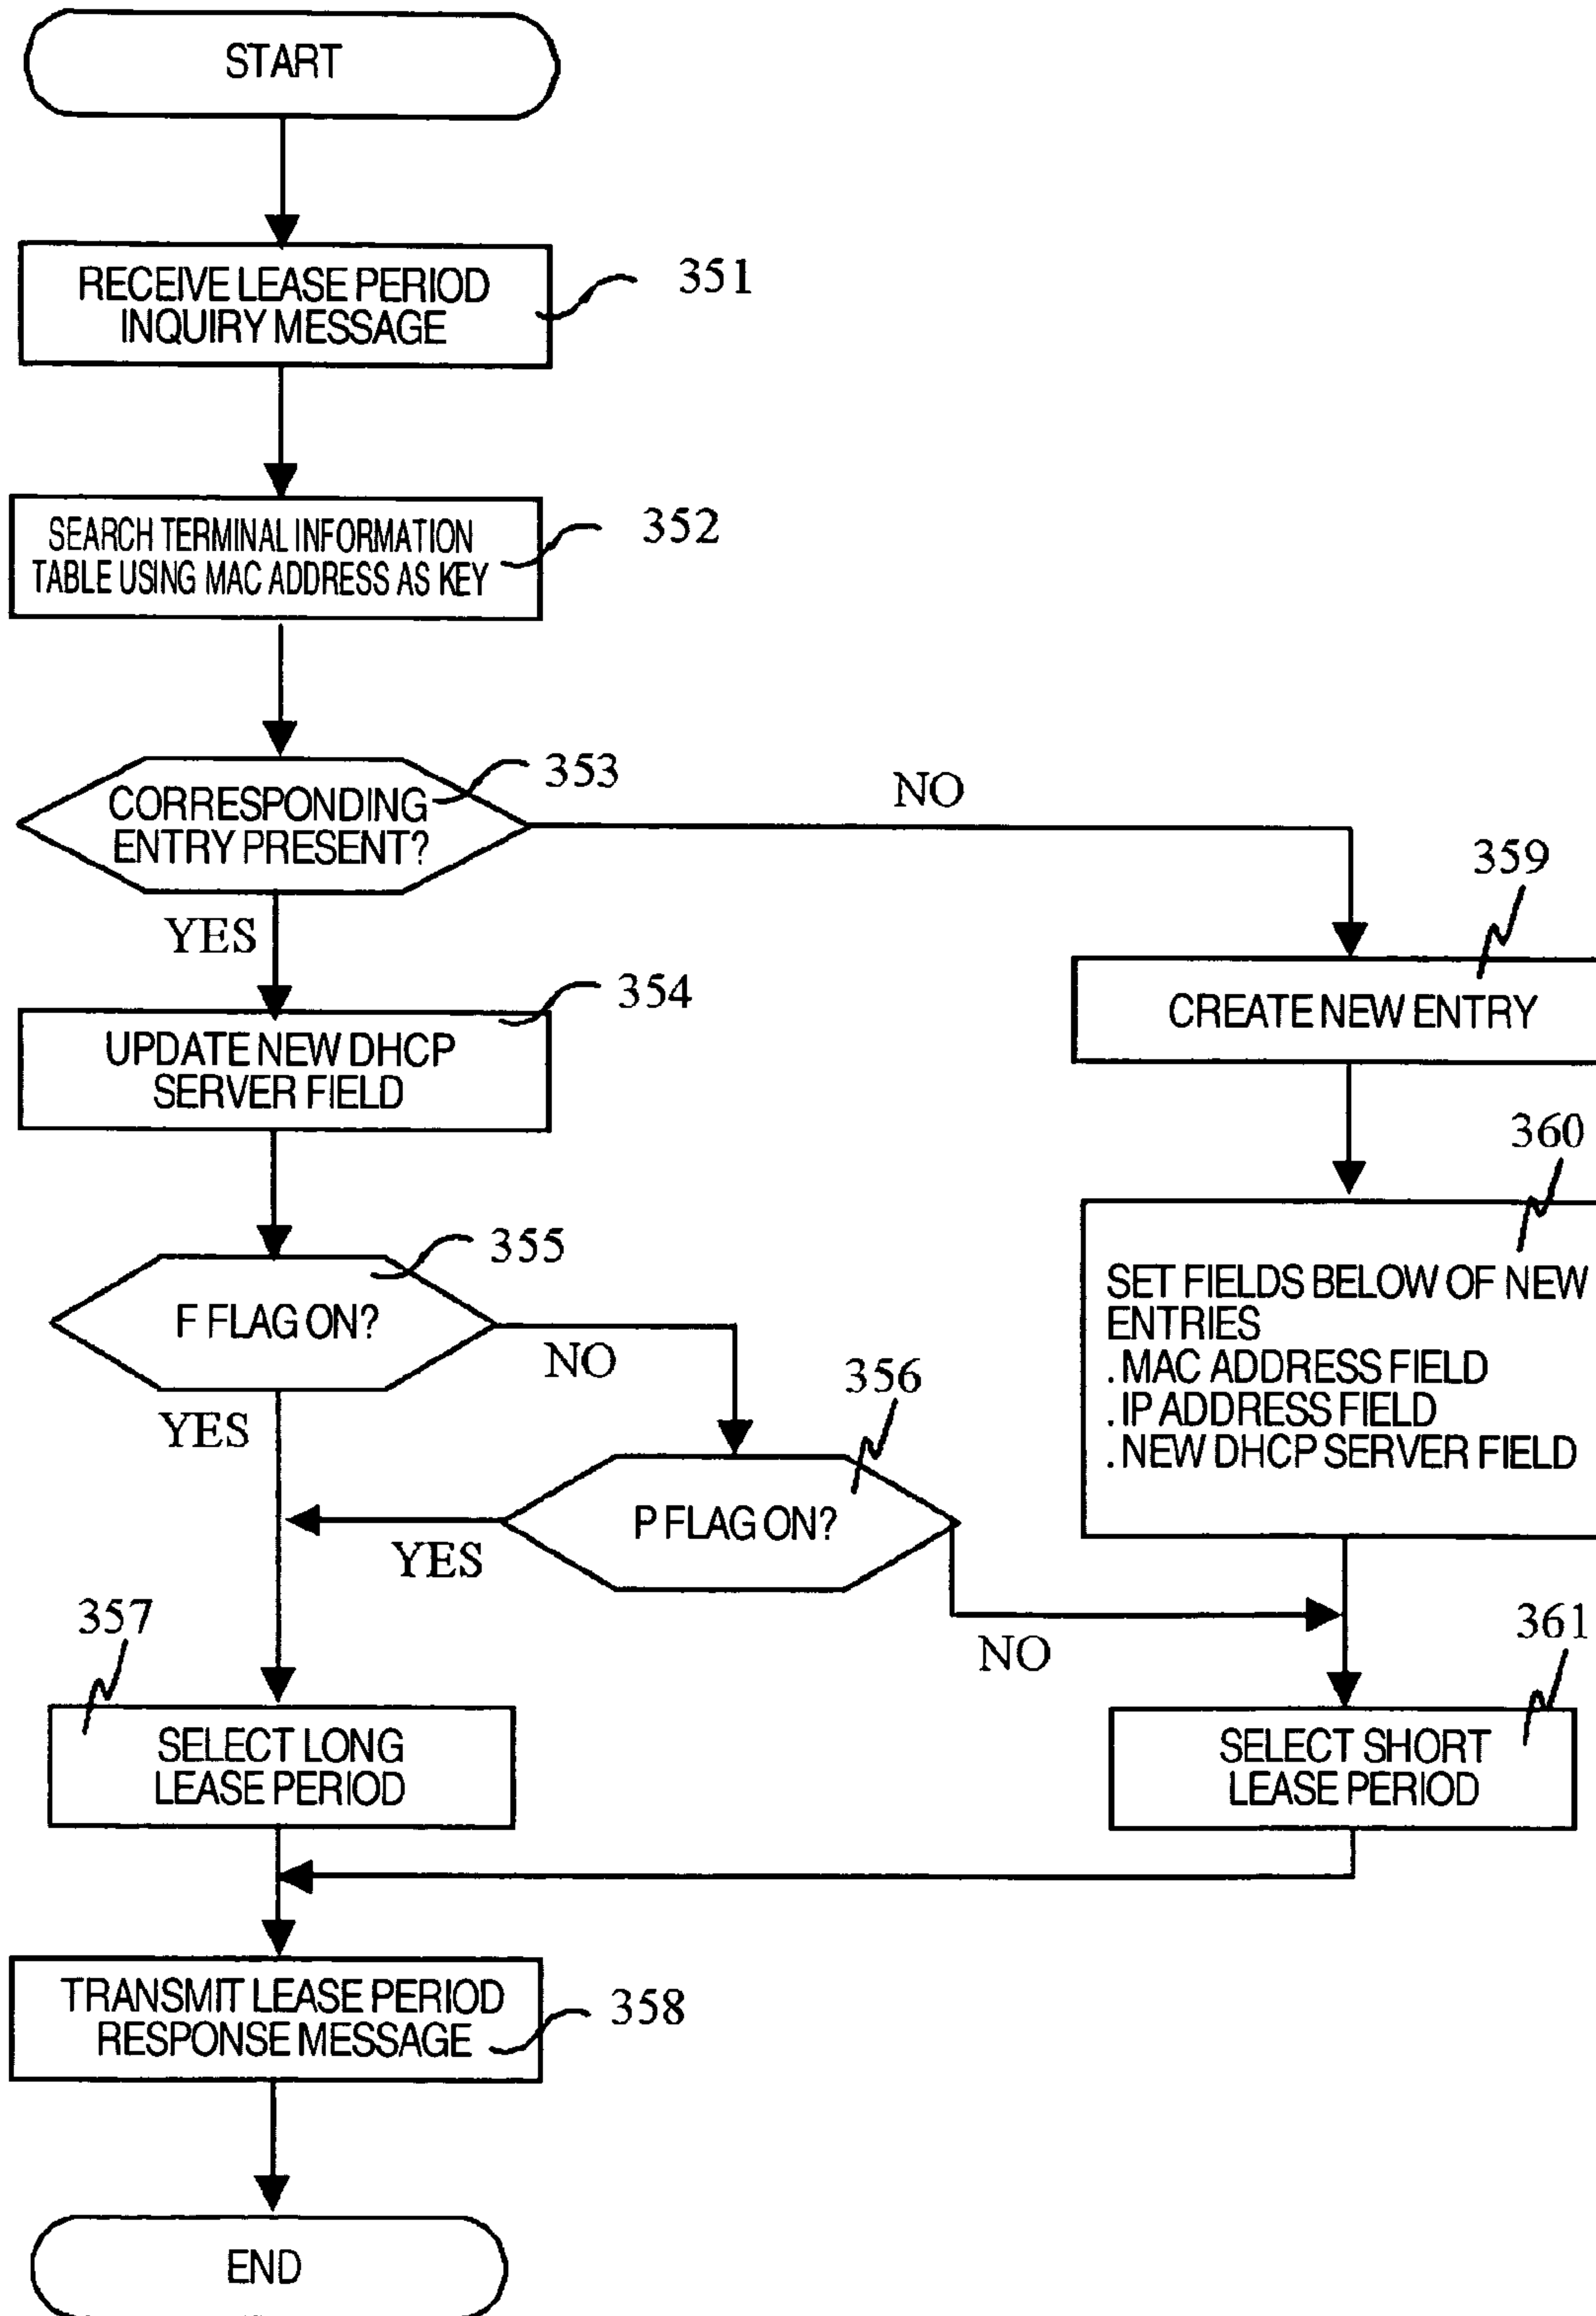 START
RECEIVE LEASE PERIOD
INQUIRY MESSAGE
351
SEARCH TERMINAL INFORMATION
TABLE USING MAC ADDRESS AS KEY
352
CORRESPONDING
ENTRY PRESENT?
353
NO
YES
359
CREATE NEW ENTRY
UPDATE NEW DHCP
SERVER FIELD
354
360
SET FIELDS BELOW OF NEW
ENTRIES
. MAC ADDRESS FIELD
. IP ADDRESS FIELD
. NEW DHCP SERVER FIELD
F FLAG ON?
355
NO
YES
356
P FLAG ON?
YES
NO
357
SELECT LONG
LEASE PERIOD
361
SELECT SHORT
LEASE PERIOD
TRANSMIT LEASE PERIOD
RESPONSE MESSAGE
358
END